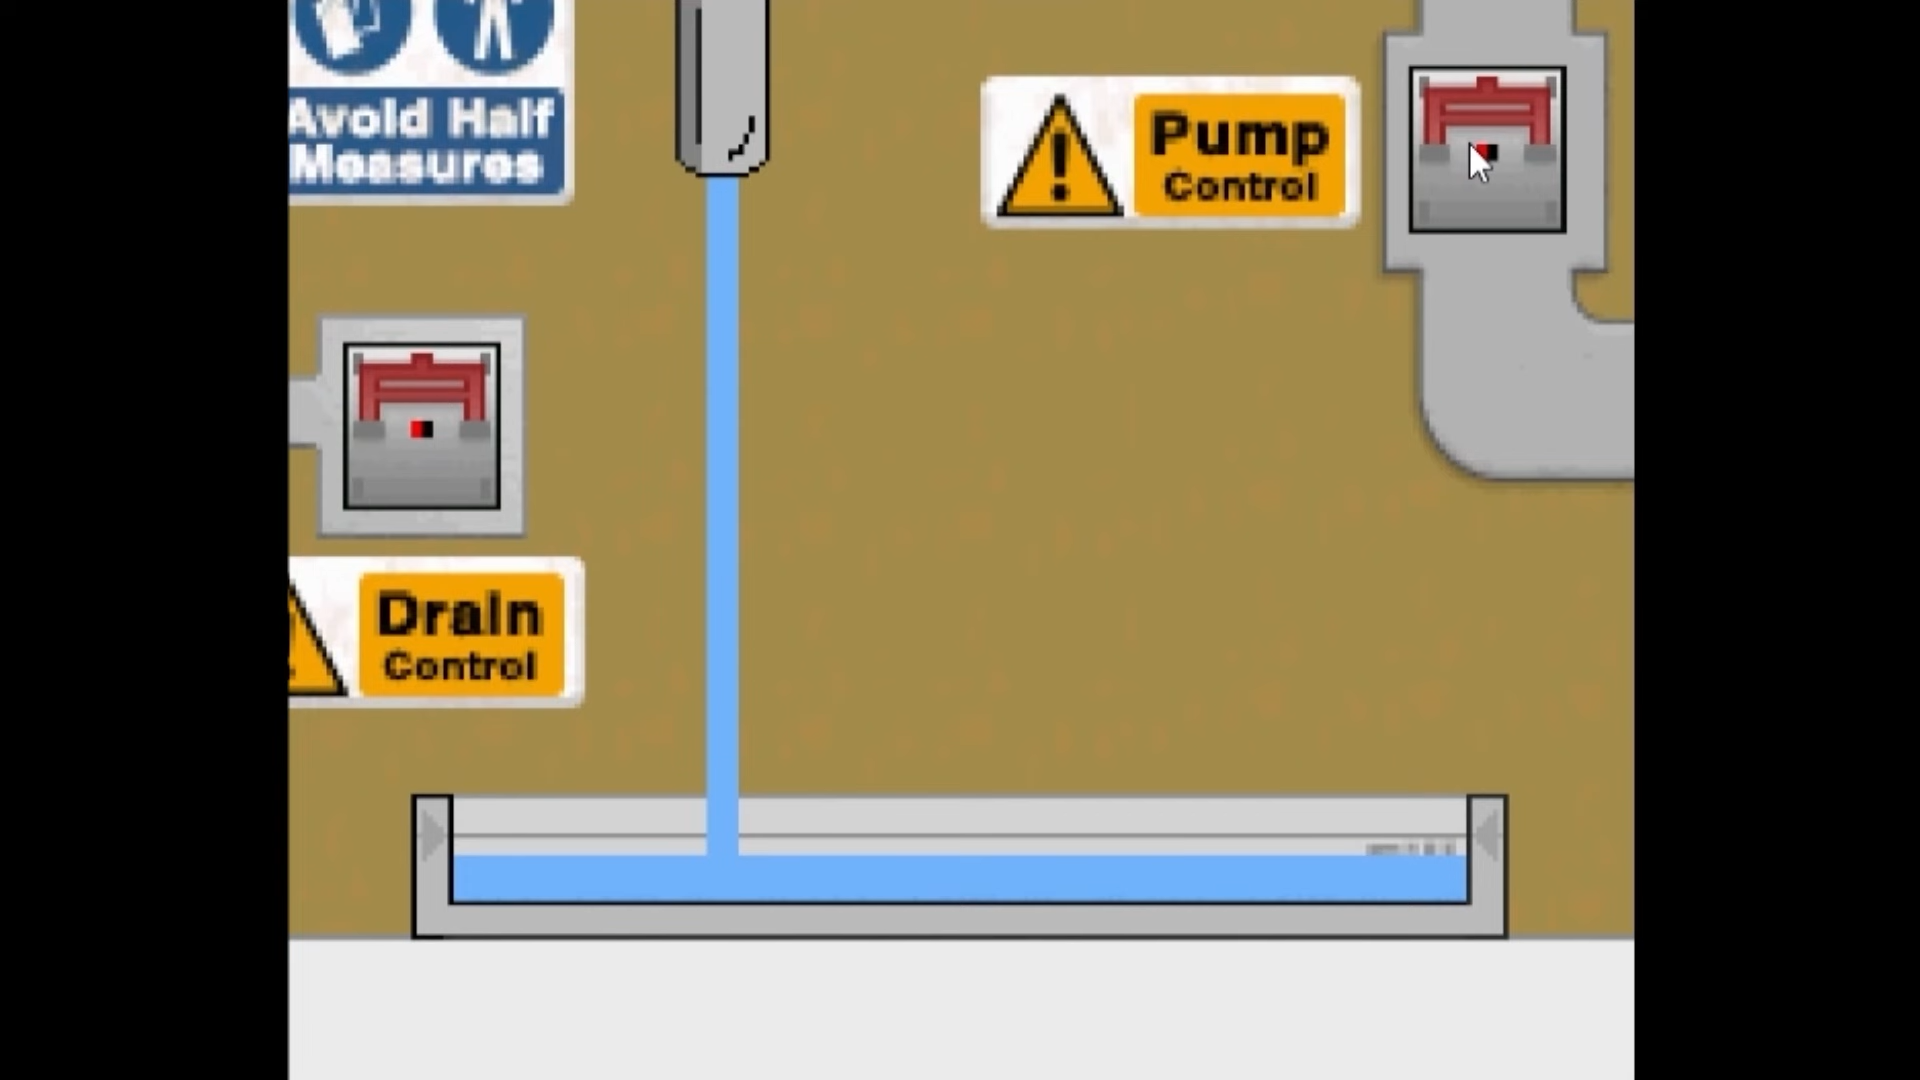 Avoid Half
Measures
Pump
Control
Drain
Control